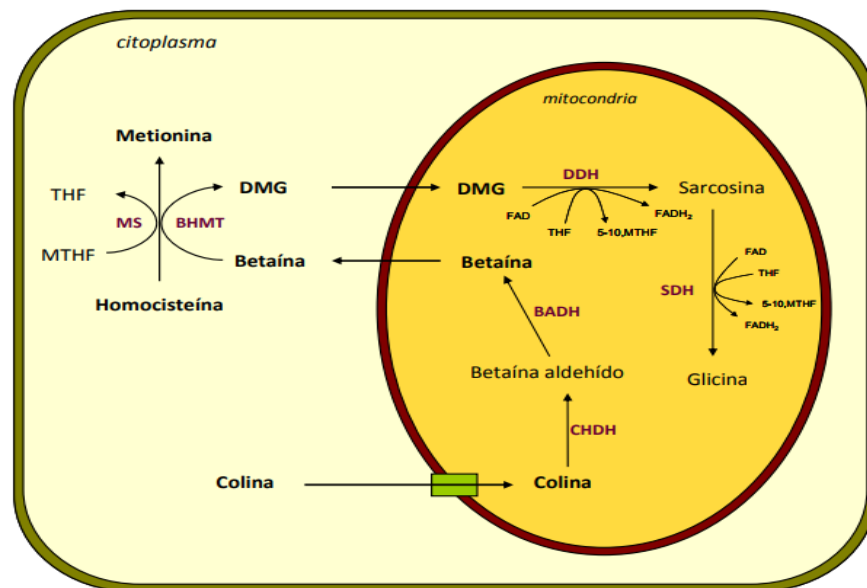 citoplasma
mitocondria
Metionina
THF
DMG
DMG
DDH
Sarcosina
FAD
THF
5-10,MTHF
FADH₂
MS
BHMT
MTHF
Betaína
Betaína
Homocisteína
FAD
THF
SDH
5-10,MTHF
FADH₂
BADH
Betaína aldehído
Glicina
CHDH
Colina
Colina